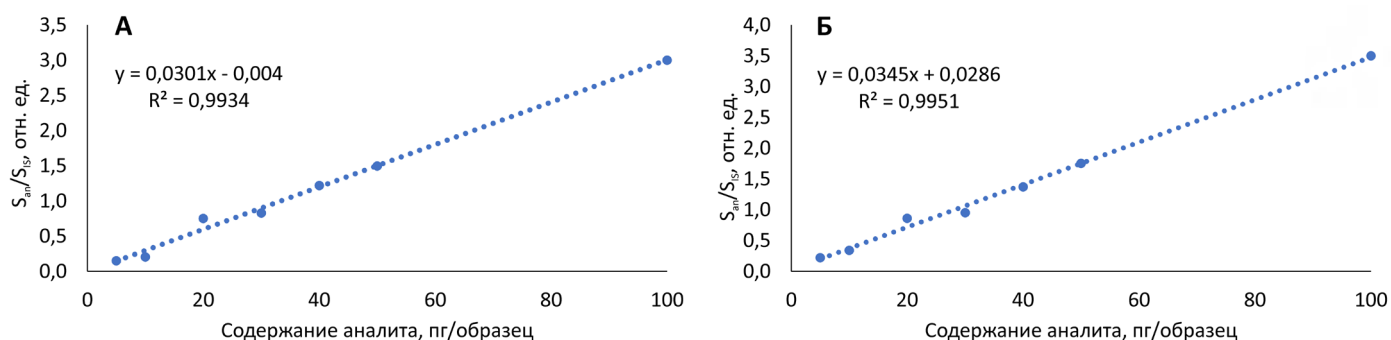 А
y = 0,0301x - 0,004
R² = 0,9934
3,5
3,0
2,5
2,0
1,5
1,0
0,5
0,0
0 20 40 60 80 100
San/SIS, отн. ед.
Содержание аналита, пг/образец
Б
y = 0,0345x + 0,0286
R² = 0,9951
4,0
3,5
3,0
2,5
2,0
1,5
1,0
0,5
0,0
0 20 40 60 80 100
San/SIS, отн. ед.
Содержание аналита, пг/образец